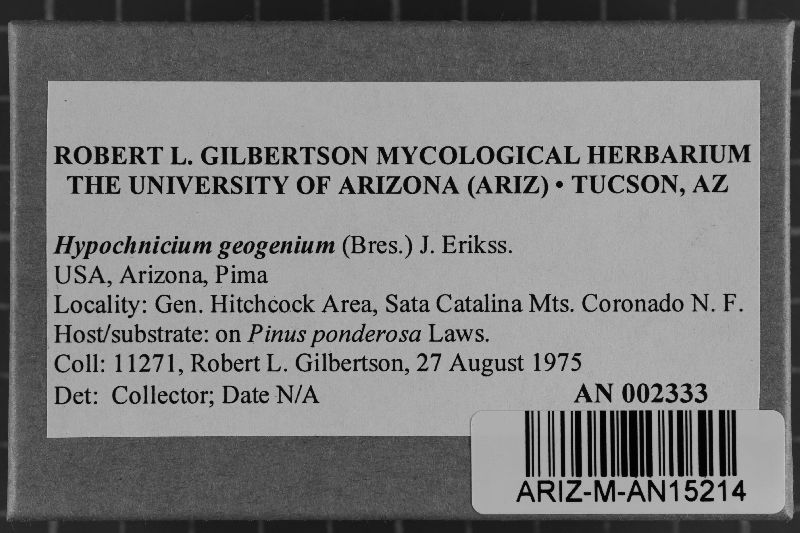 ROBERT L. GILBERTSON MYCOLOGICAL HERBARIUM
THE UNIVERSITY OF ARIZONA (ARIZ) • TUCSON, AZ
Hypochnicium geogenium (Bres.) J. Erikss.
USA, Arizona, Pima
Locality: Gen. Hitchcock Area, Sata Catalina Mts. Coronado N. F.
Host/substrate: on Pinus ponderosa Laws.
Coll: 11271, Robert L. Gilbertson, 27 August 1975
Det: Collector; Date N/A
AN 002333
ARIZ-M-AN15214